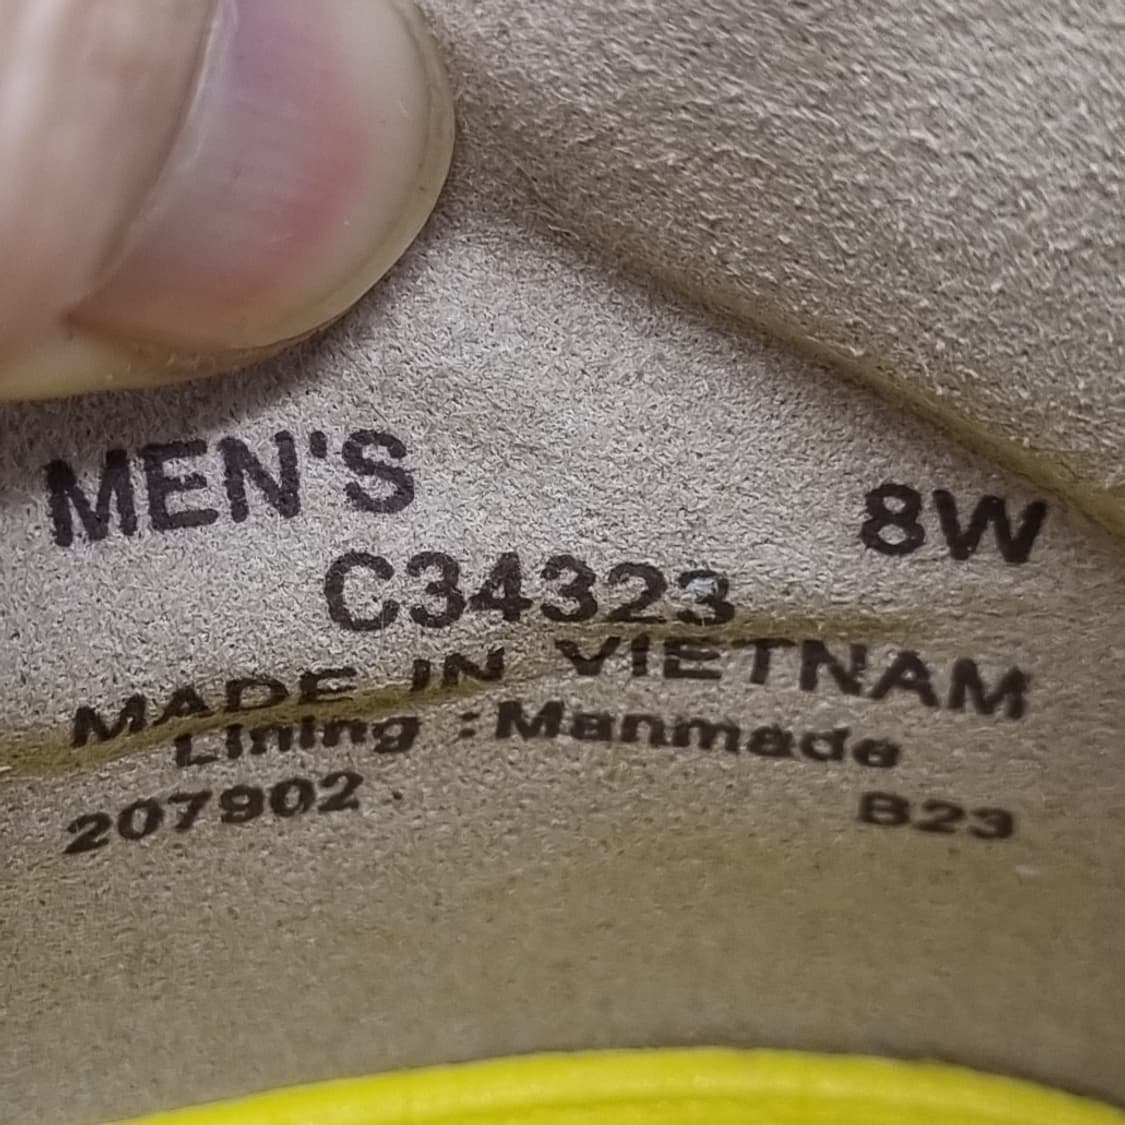 MEN'S 8W
C34323
MADE IN VIETNAM
Lining : Manmade
207902 B23